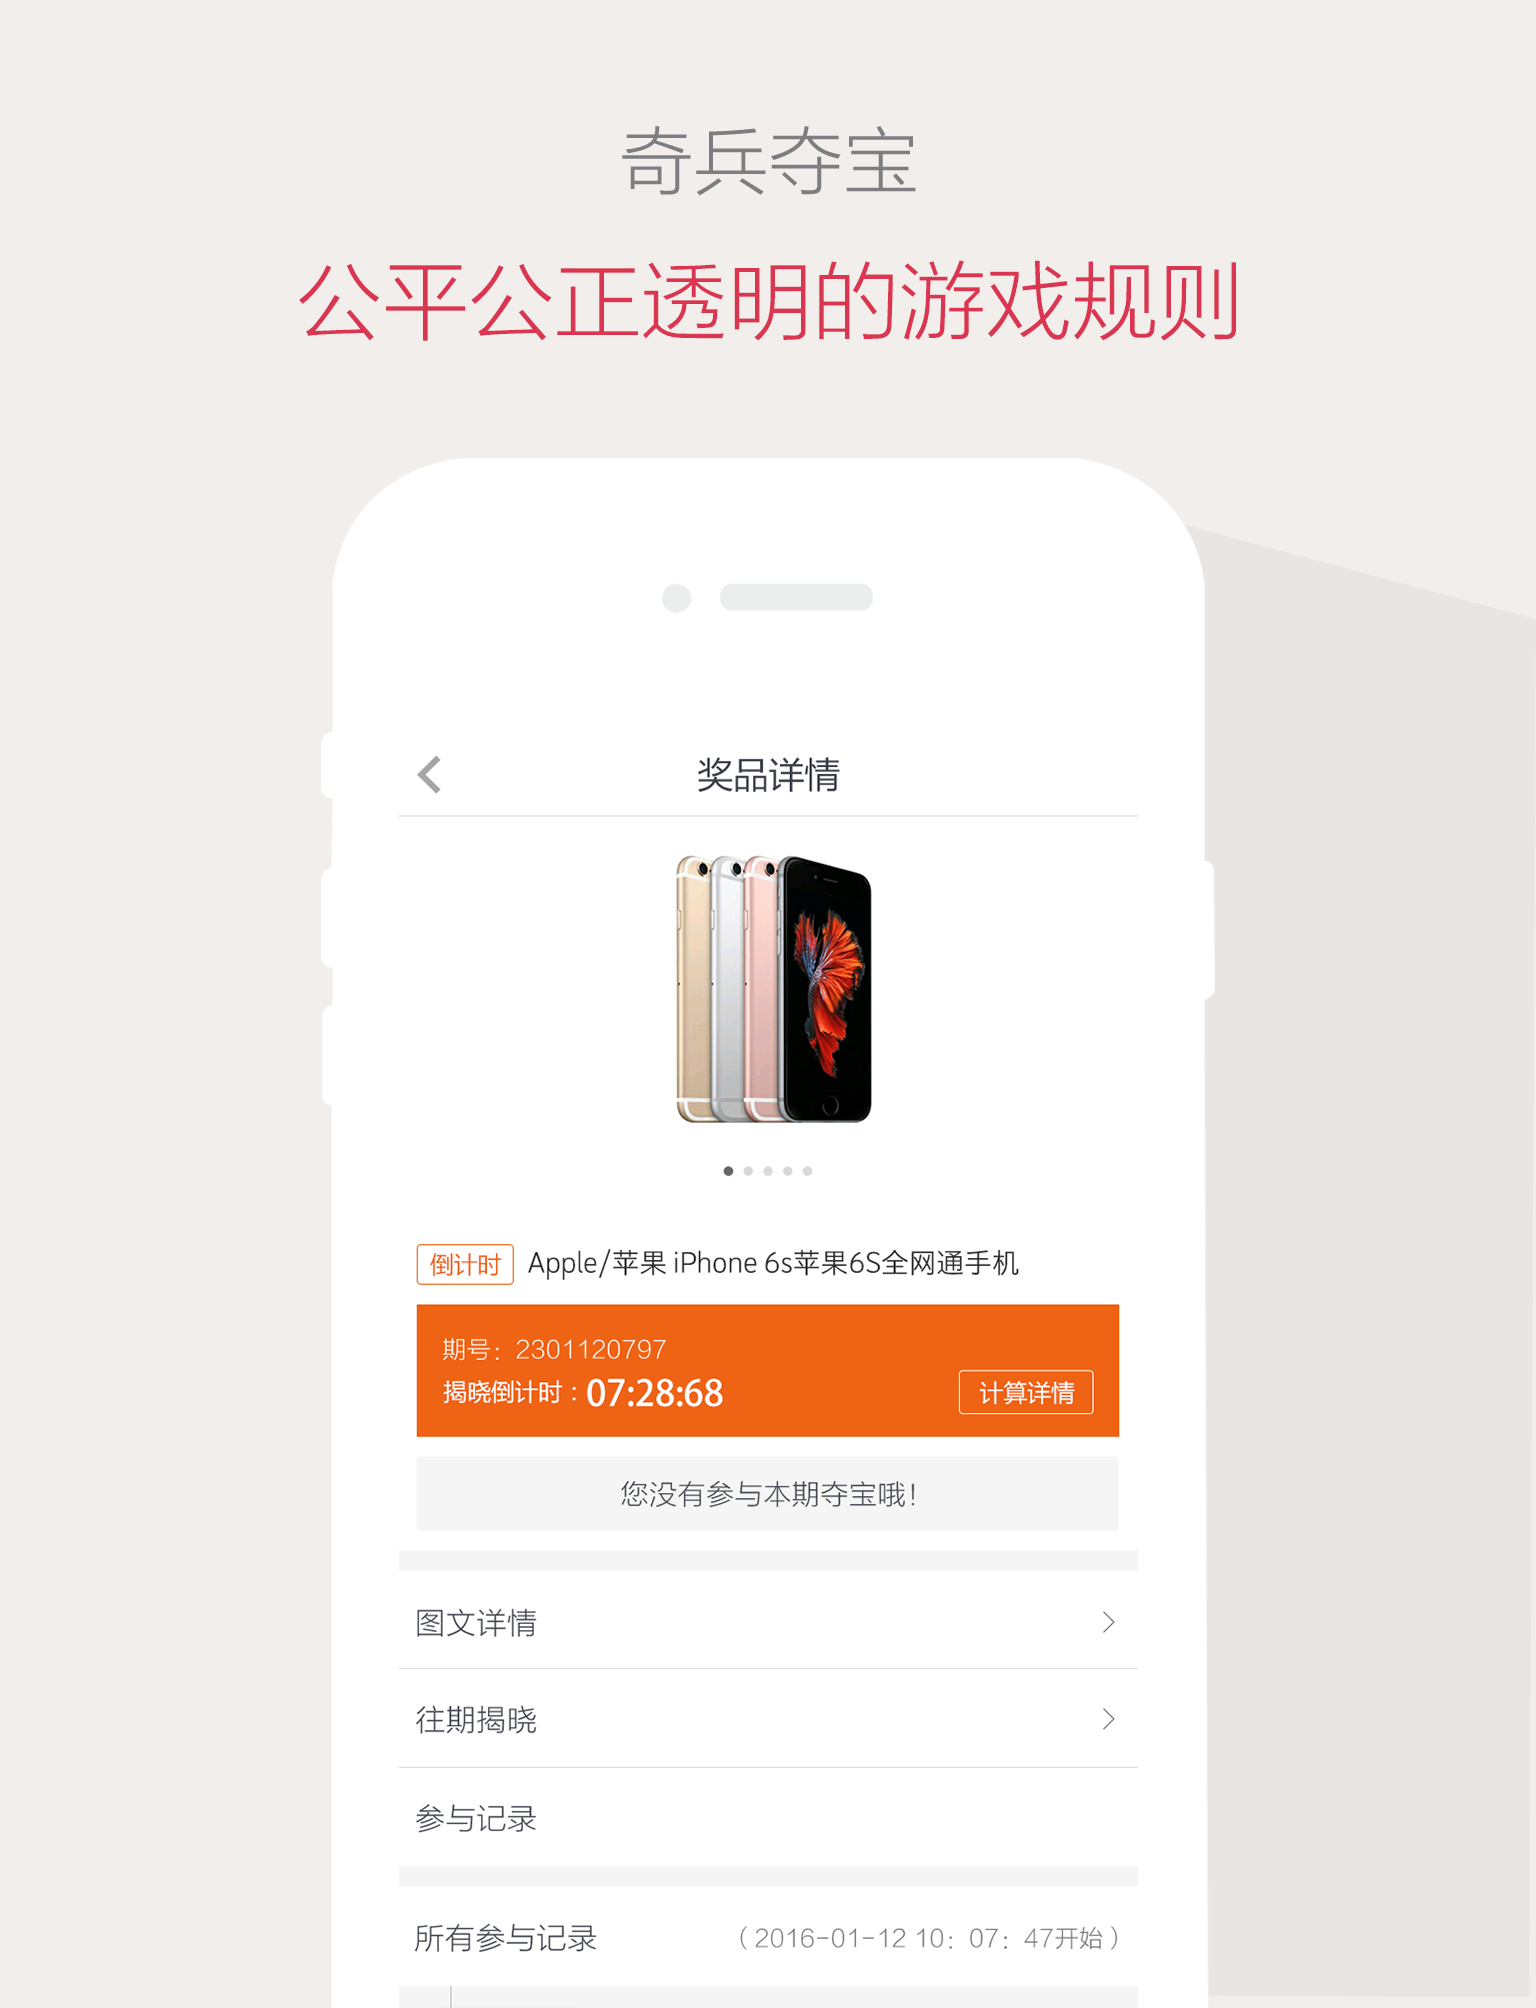 奇兵夺宝
公平公正透明的游戏规则
奖品详情
倒计时 Apple/苹果 iPhone 6s苹果6S全网通手机
期号：2301120797
揭晓倒计时：07:28:68 计算详情
您没有参与本期夺宝哦！
图文详情
往期揭晓
参与记录
所有参与记录 （2016-01-12 10：07：47开始）